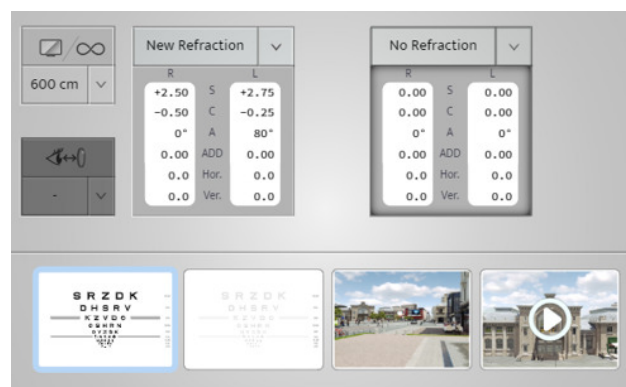 600 cm
-
New Refraction
R L
+2.50 S +2.75
-0.50 C -0.25
0° A 80°
0.00 ADD 0.00
0.0 Hor. 0.0
0.0 Ver. 0.0
No Refraction
R L
0.00 S 0.00
0.00 C 0.00
0° A 0°
0.00 ADD 0.00
0.0 Hor. 0.0
0.0 Ver. 0.0
S R Z D K
D H S R V
K Z V D O
S R Z D K
D H S R V
K Z V D O